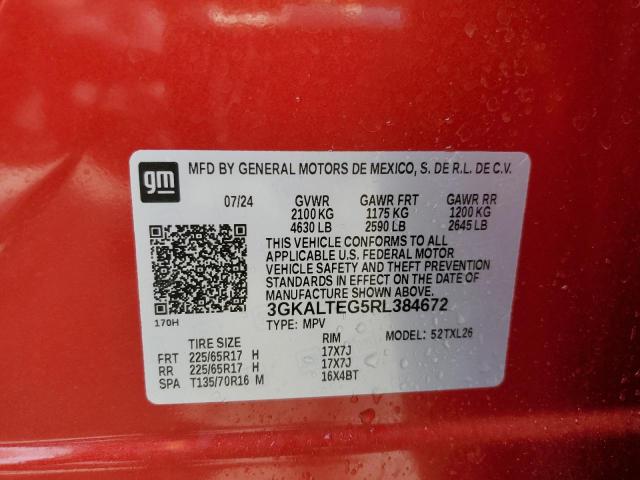 gm
MFD BY GENERAL MOTORS DE MEXICO, S. DE R.L. DE C.V.
07/24 GVWR GAWR FRT GAWR RR
2100 KG 1175 KG 1200 KG
4630 LB 2590 LB 2645 LB
THIS VEHICLE CONFORMS TO ALL
APPLICABLE U.S. FEDERAL MOTOR
VEHICLE SAFETY AND THEFT PREVENTION
STANDARDS IN EFFECT ON THE DATE OF
MANUFACTURE SHOWN ABOVE.
3GKALTEG5RL384672
170H
TYPE: MPV MODEL: 52TXL26
TIRE SIZE RIM
FRT 225/65R17 H 17X7J
RR 225/65R17 H 17X7J
SPA T135/70R16 M 16X4BT